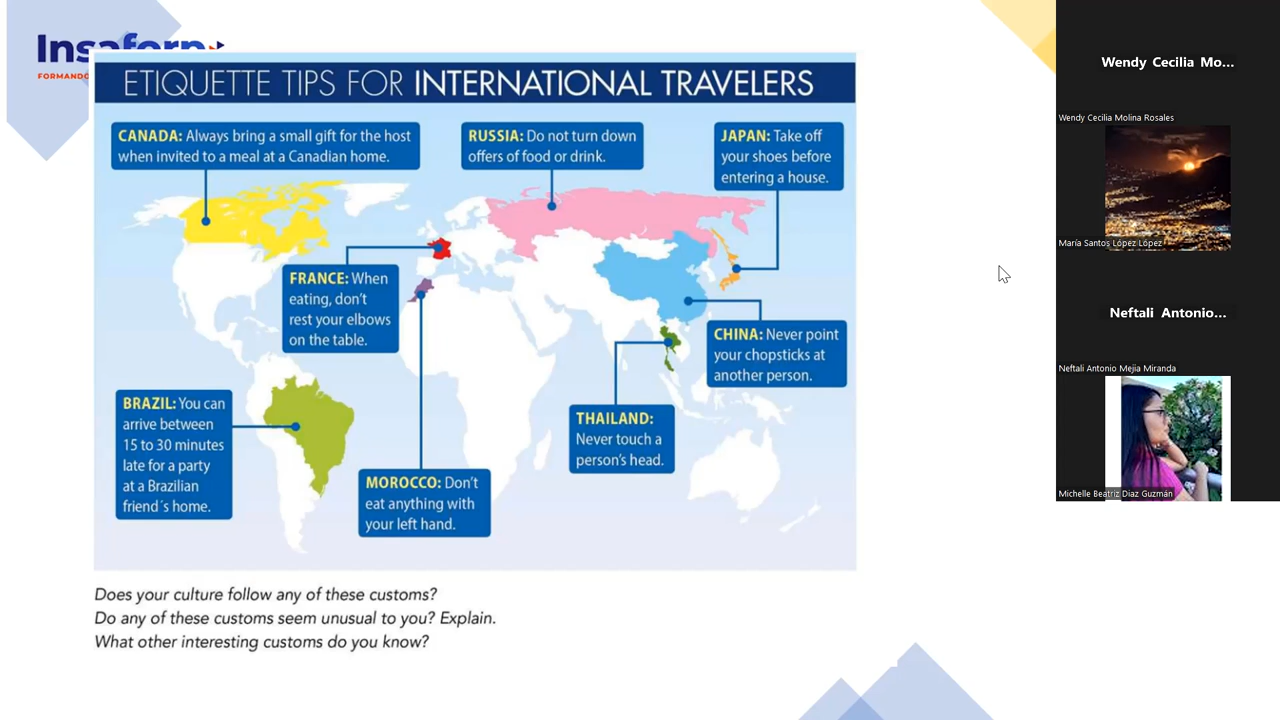 Insaforp
FORMANDO
ETIQUETTE TIPS FOR INTERNATIONAL TRAVELERS
CANADA: Always bring a small gift for the host
when invited to a meal at a Canadian home.
RUSSIA: Do not turn down
offers of food or drink.
JAPAN: Take off
your shoes before
entering a house.
FRANCE: When
eating, don't
rest your elbows
on the table.
CHINA: Never point
your chopsticks at
another person.
BRAZIL: You can
arrive between
15 to 30 minutes
late for a party
at a Brazilian
friend´s home.
THAILAND:
Never touch a
person's head.
MOROCCO: Don't
eat anything with
your left hand.
Does your culture follow any of these customs?
Do any of these customs seem unusual to you? Explain.
What other interesting customs do you know?
Wendy Cecilia Mo...
Wendy Cecilia Molina Rosales
María Santos López López
Neftali Antonio...
Neftali Antonio Mejia Miranda
Michelle Beatriz Díaz Guzmán